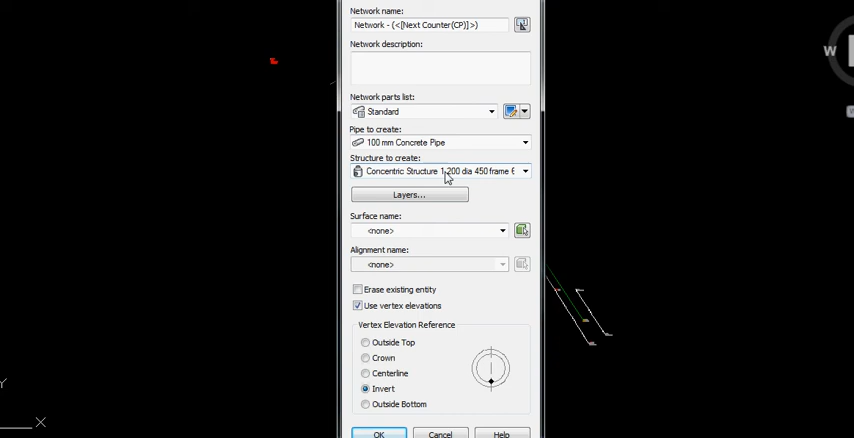 Network name:
Network - (<[Next Counter(CP)]>)
Network description:
Network parts list:
Standard
Pipe to create:
100 mm Concrete Pipe
Structure to create:
Concentric Structure 1 200 dia 450 frame 6
Layers...
Surface name:
<none>
Alignment name:
<none>
Erase existing entity
Use vertex elevations
Vertex Elevation Reference
Outside Top
Crown
Centerline
Invert
Outside Bottom
OK Cancel Help
W
Y
X